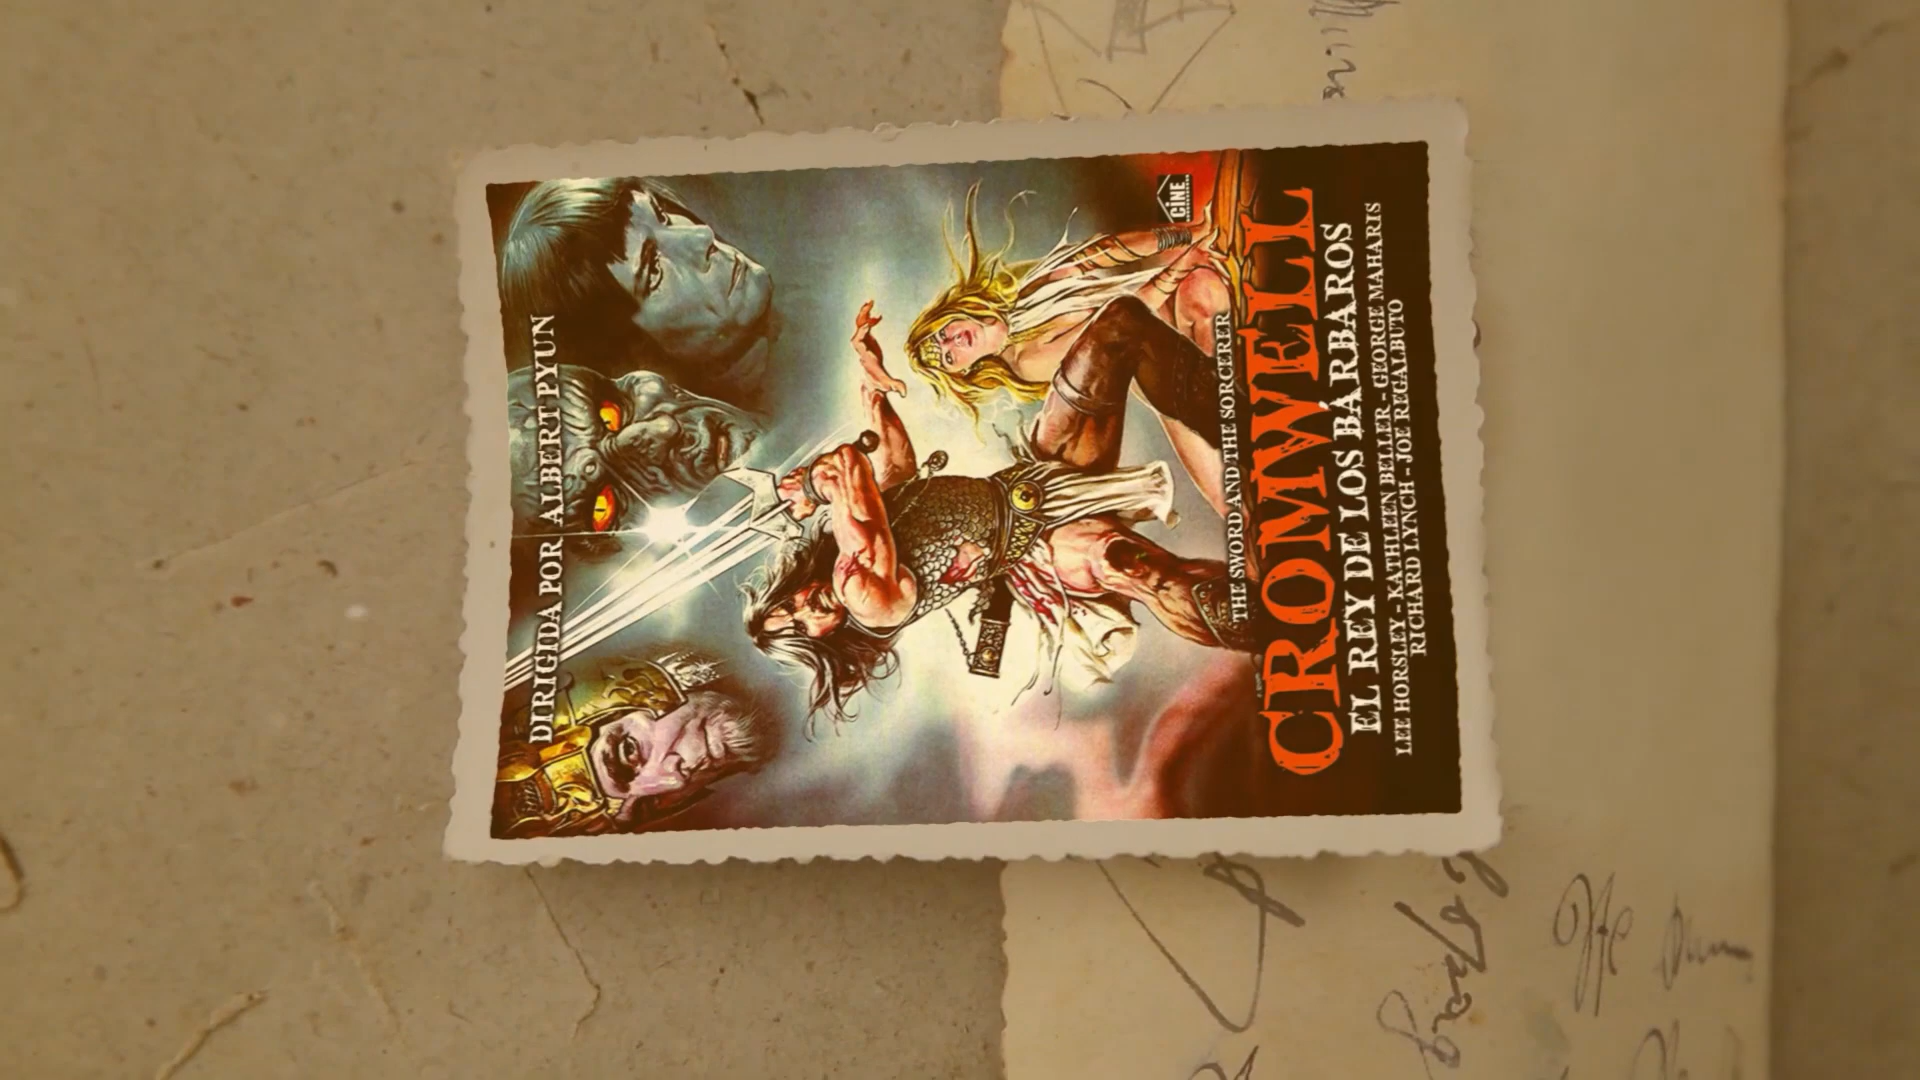 DIRIGIDA POR ALBERT PYUN
CINE
THE SWORD AND THE SORCERER
CROMWELL
EL REY DE LOS BÁRBAROS
LEE HORSLEY - KATHLEEN BELLER - GEORGE MAHARIS
RICHARD LYNCH - JOE REGALBUTO